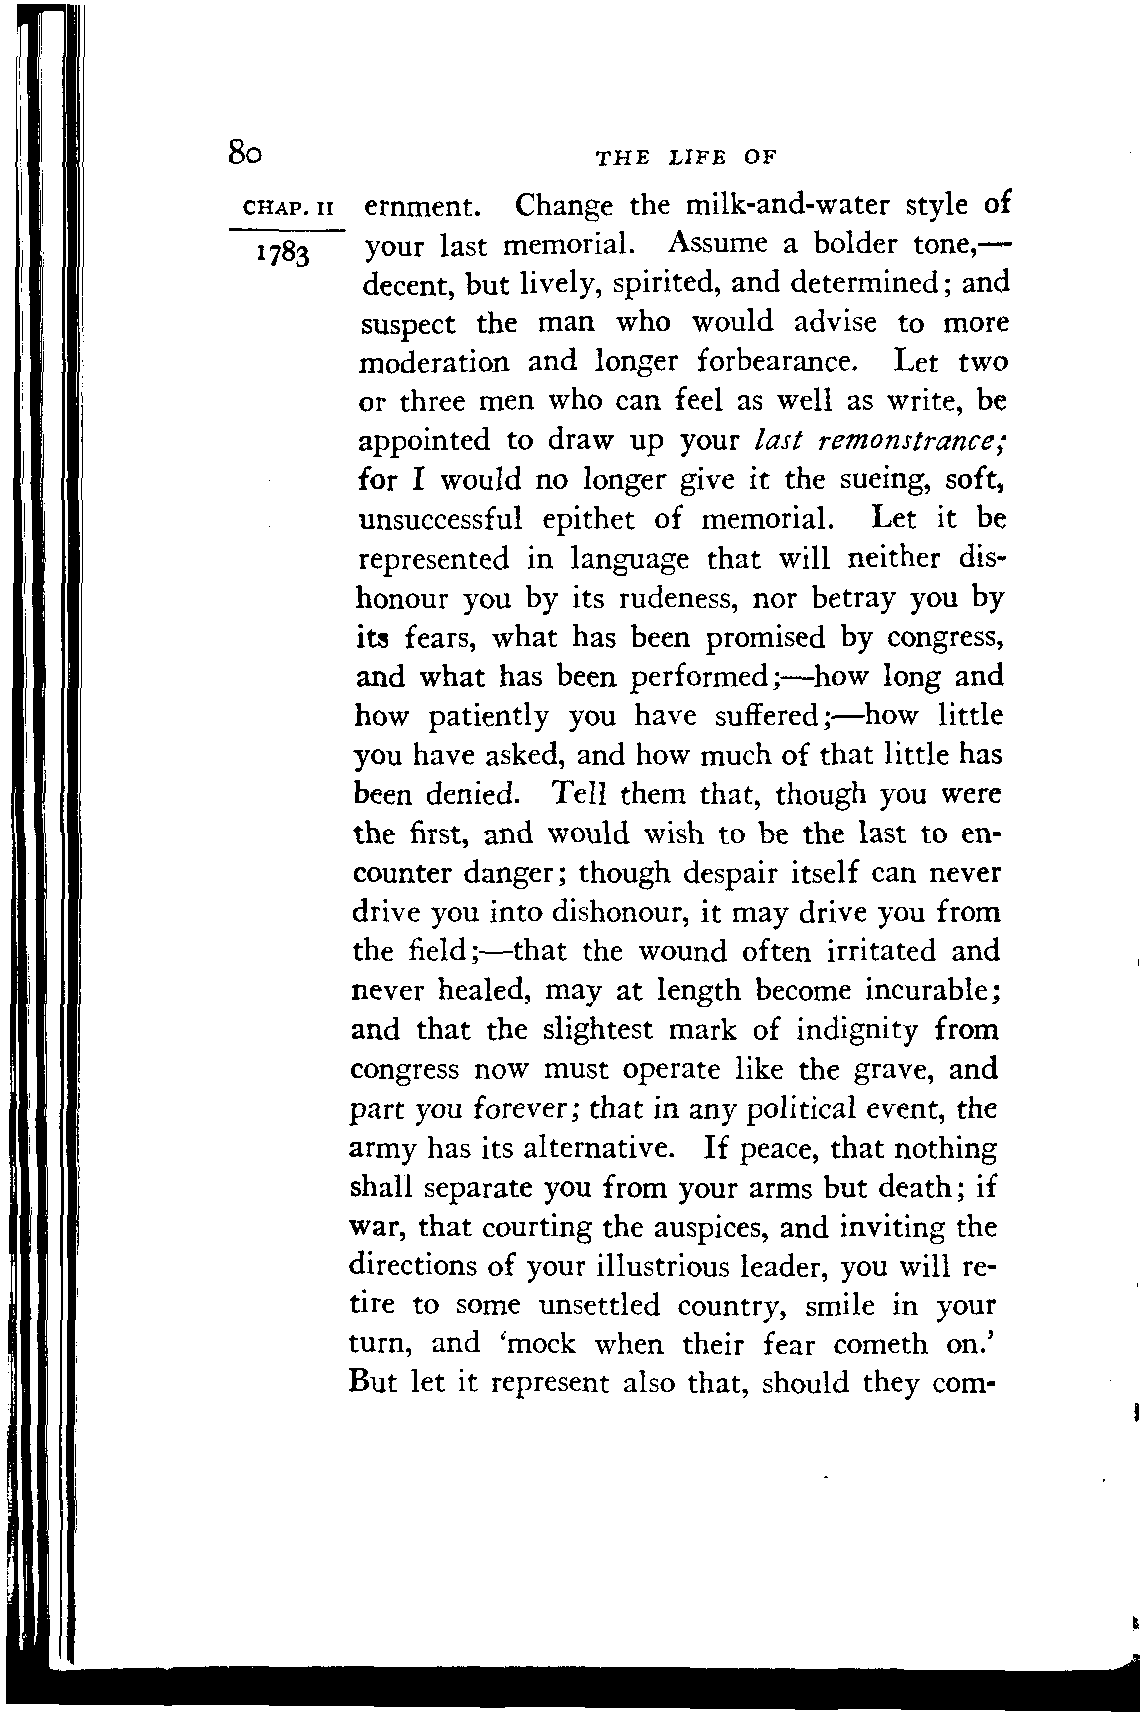 80
THE LIFE OF
CHAP. II
1783
ernment. Change the milk-and-water style of
your last memorial. Assume a bolder tone,—
decent, but lively, spirited, and determined; and
suspect the man who would advise to more
moderation and longer forbearance. Let two
or three men who can feel as well as write, be
appointed to draw up your last remonstrance;
for I would no longer give it the sueing, soft,
unsuccessful epithet of memorial. Let it be
represented in language that will neither dis-
honour you by its rudeness, nor betray you by
its fears, what has been promised by congress,
and what has been performed;—how long and
how patiently you have suffered;—how little
you have asked, and how much of that little has
been denied. Tell them that, though you were
the first, and would wish to be the last to en-
counter danger; though despair itself can never
drive you into dishonour, it may drive you from
the field;—that the wound often irritated and
never healed, may at length become incurable;
and that the slightest mark of indignity from
congress now must operate like the grave, and
part you forever; that in any political event, the
army has its alternative. If peace, that nothing
shall separate you from your arms but death; if
war, that courting the auspices, and inviting the
directions of your illustrious leader, you will re-
tire to some unsettled country, smile in your
turn, and ‘mock when their fear cometh on.’
But let it represent also that, should they com-